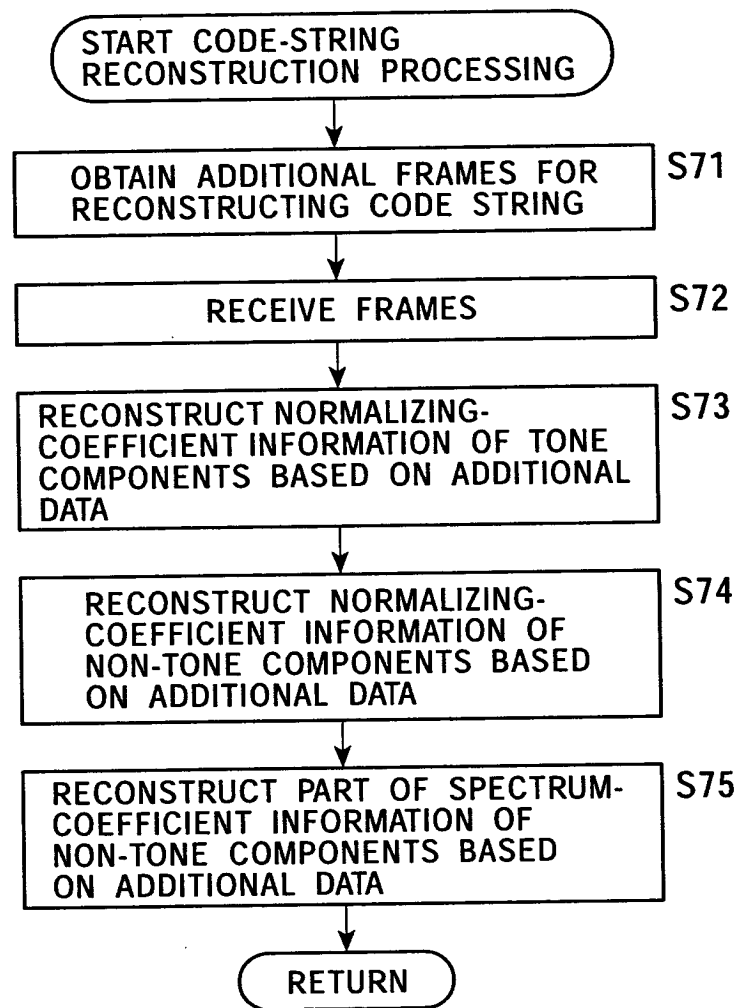 START CODE-STRING
RECONSTRUCTION PROCESSING
OBTAIN ADDITIONAL FRAMES FOR
RECONSTRUCTING CODE STRING
S71
RECEIVE FRAMES
S72
RECONSTRUCT NORMALIZING-
COEFFICIENT INFORMATION OF TONE
COMPONENTS BASED ON ADDITIONAL
DATA
S73
RECONSTRUCT NORMALIZING-
COEFFICIENT INFORMATION OF
NON-TONE COMPONENTS BASED
ON ADDITIONAL DATA
S74
RECONSTRUCT PART OF SPECTRUM-
COEFFICIENT INFORMATION OF
NON-TONE COMPONENTS BASED
ON ADDITIONAL DATA
S75
RETURN